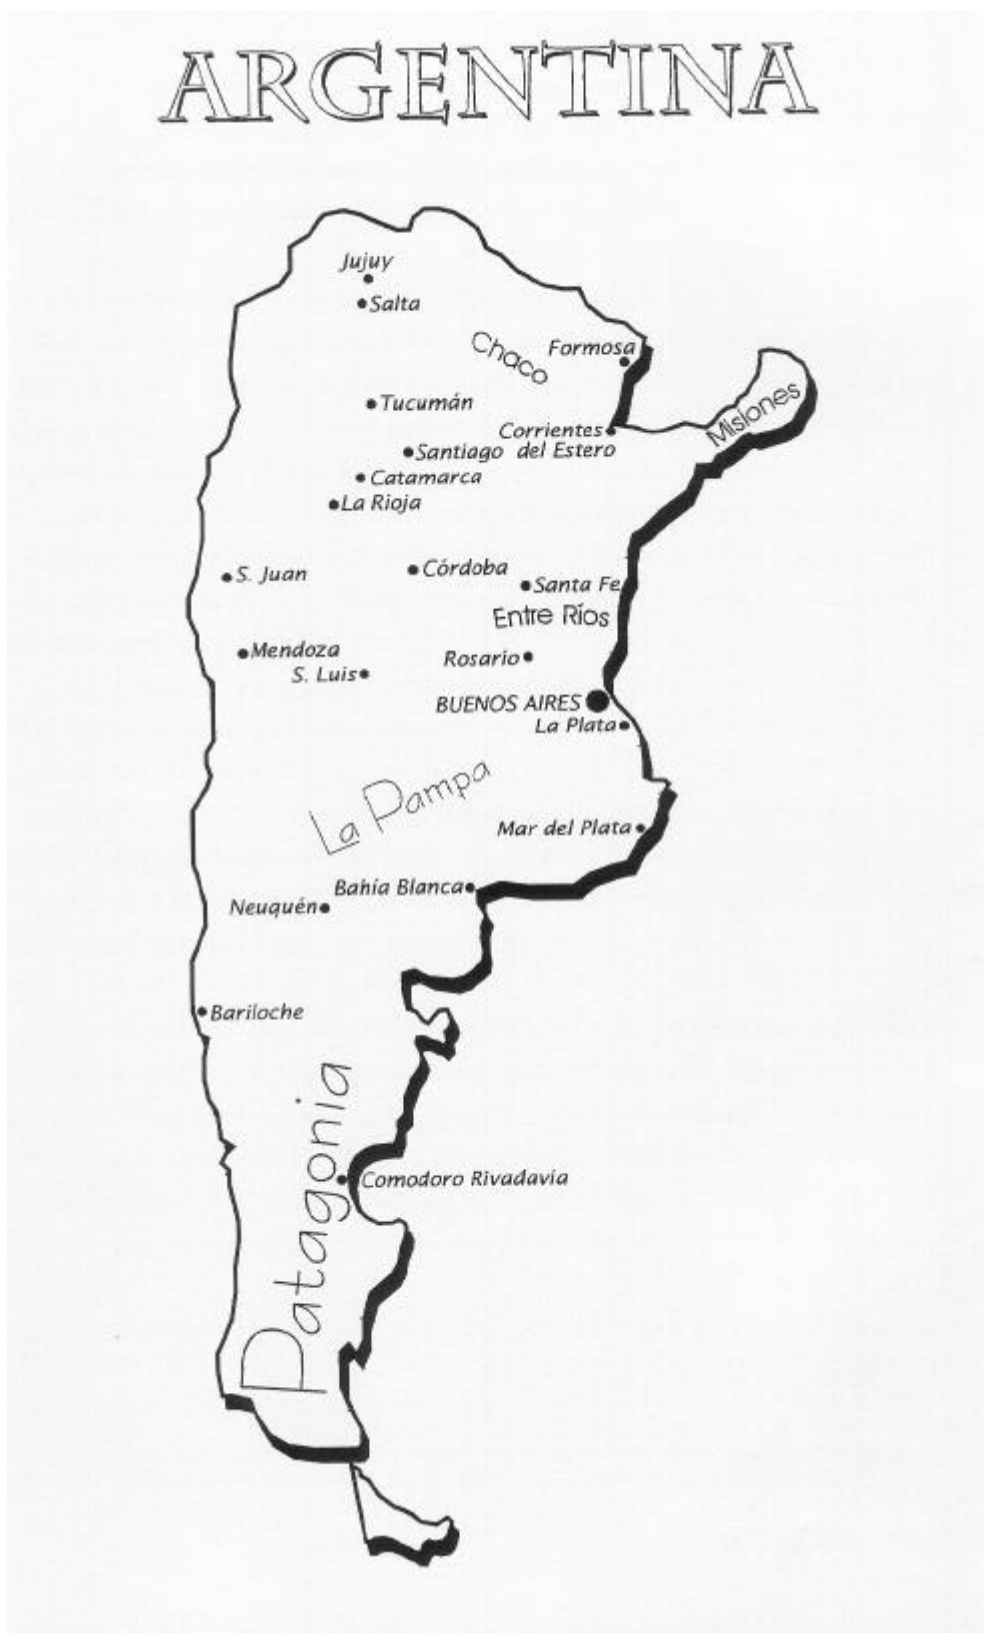 ARGENTINA
Jujuy
Salta
Chaco
Formosa
Misiones
Tucumán
Corrientes
Santiago del Estero
Catamarca
La Rioja
Córdoba
S. Juan
Santa Fe
Entre Ríos
Mendoza
Rosario
S. Luis
BUENOS AIRES
La Plata
La Pampa
Mar del Plata
Bahía Blanca
Neuquén
Bariloche
Patagonia
Comodoro Rivadavia